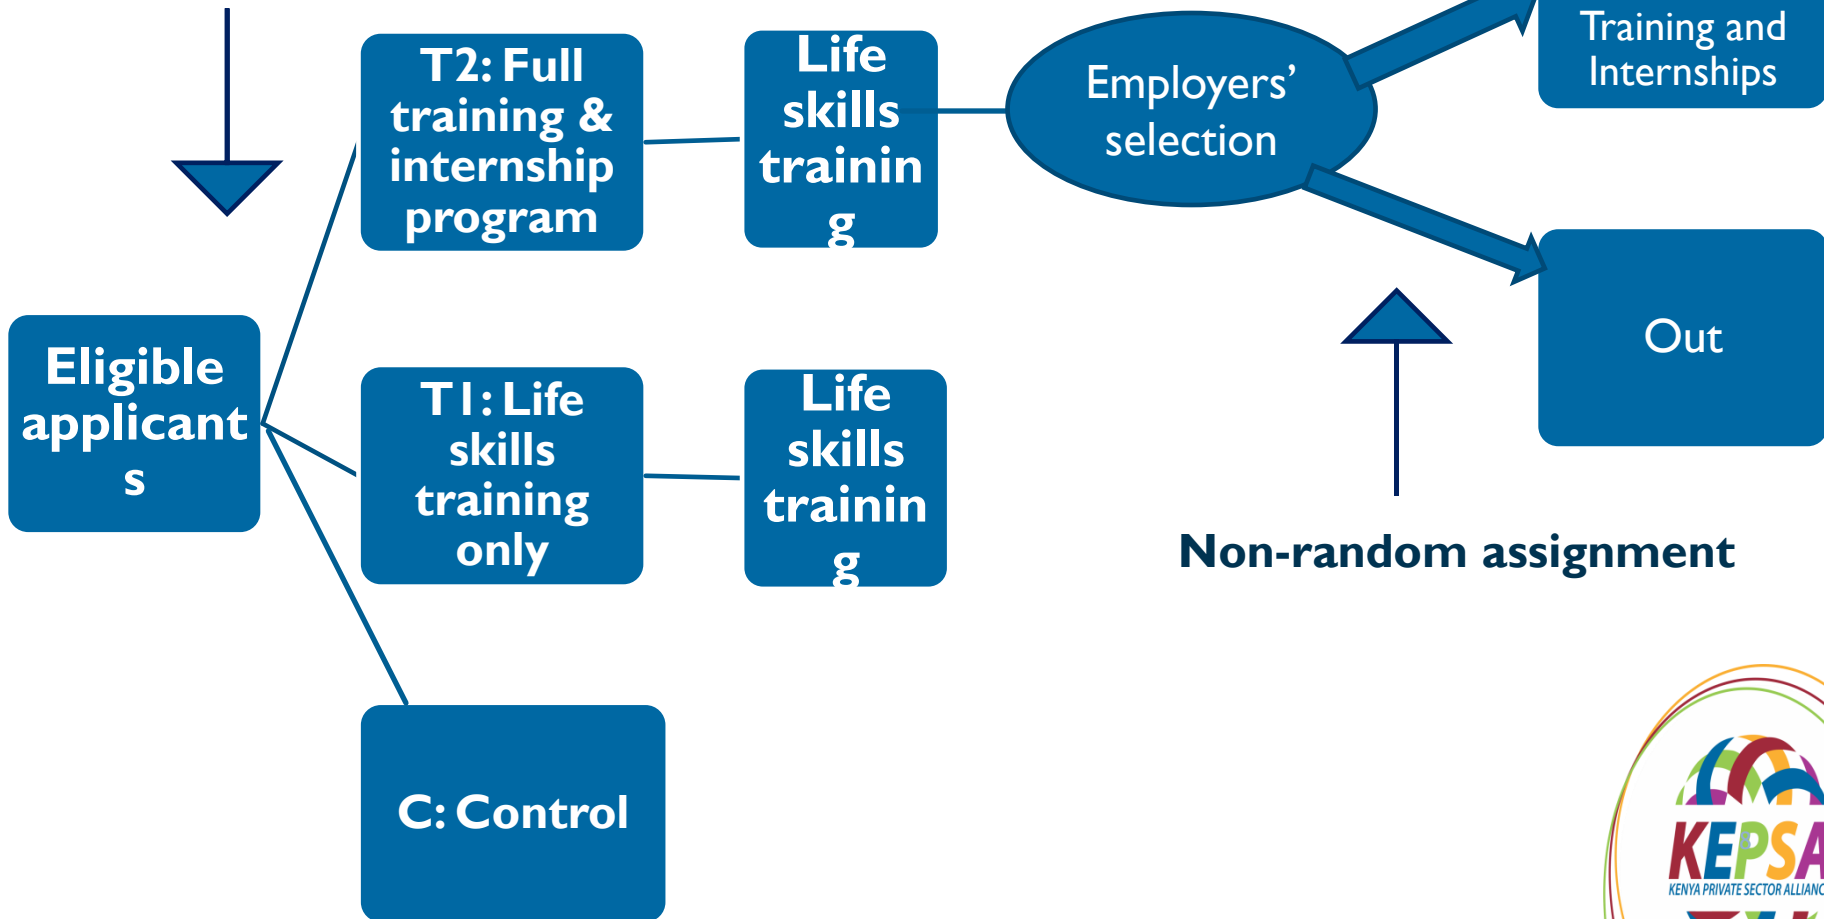 T2: Full
training &
internship
program
Life
skills
trainin
g
Employers'
selection
Training and
Internships
Out
Eligible
applicant
s
T1: Life
skills
training
only
Life
skills
trainin
g
Non-random assignment
C: Control
KEPSA
8
KENYA PRIVATE SECTOR ALLIANC